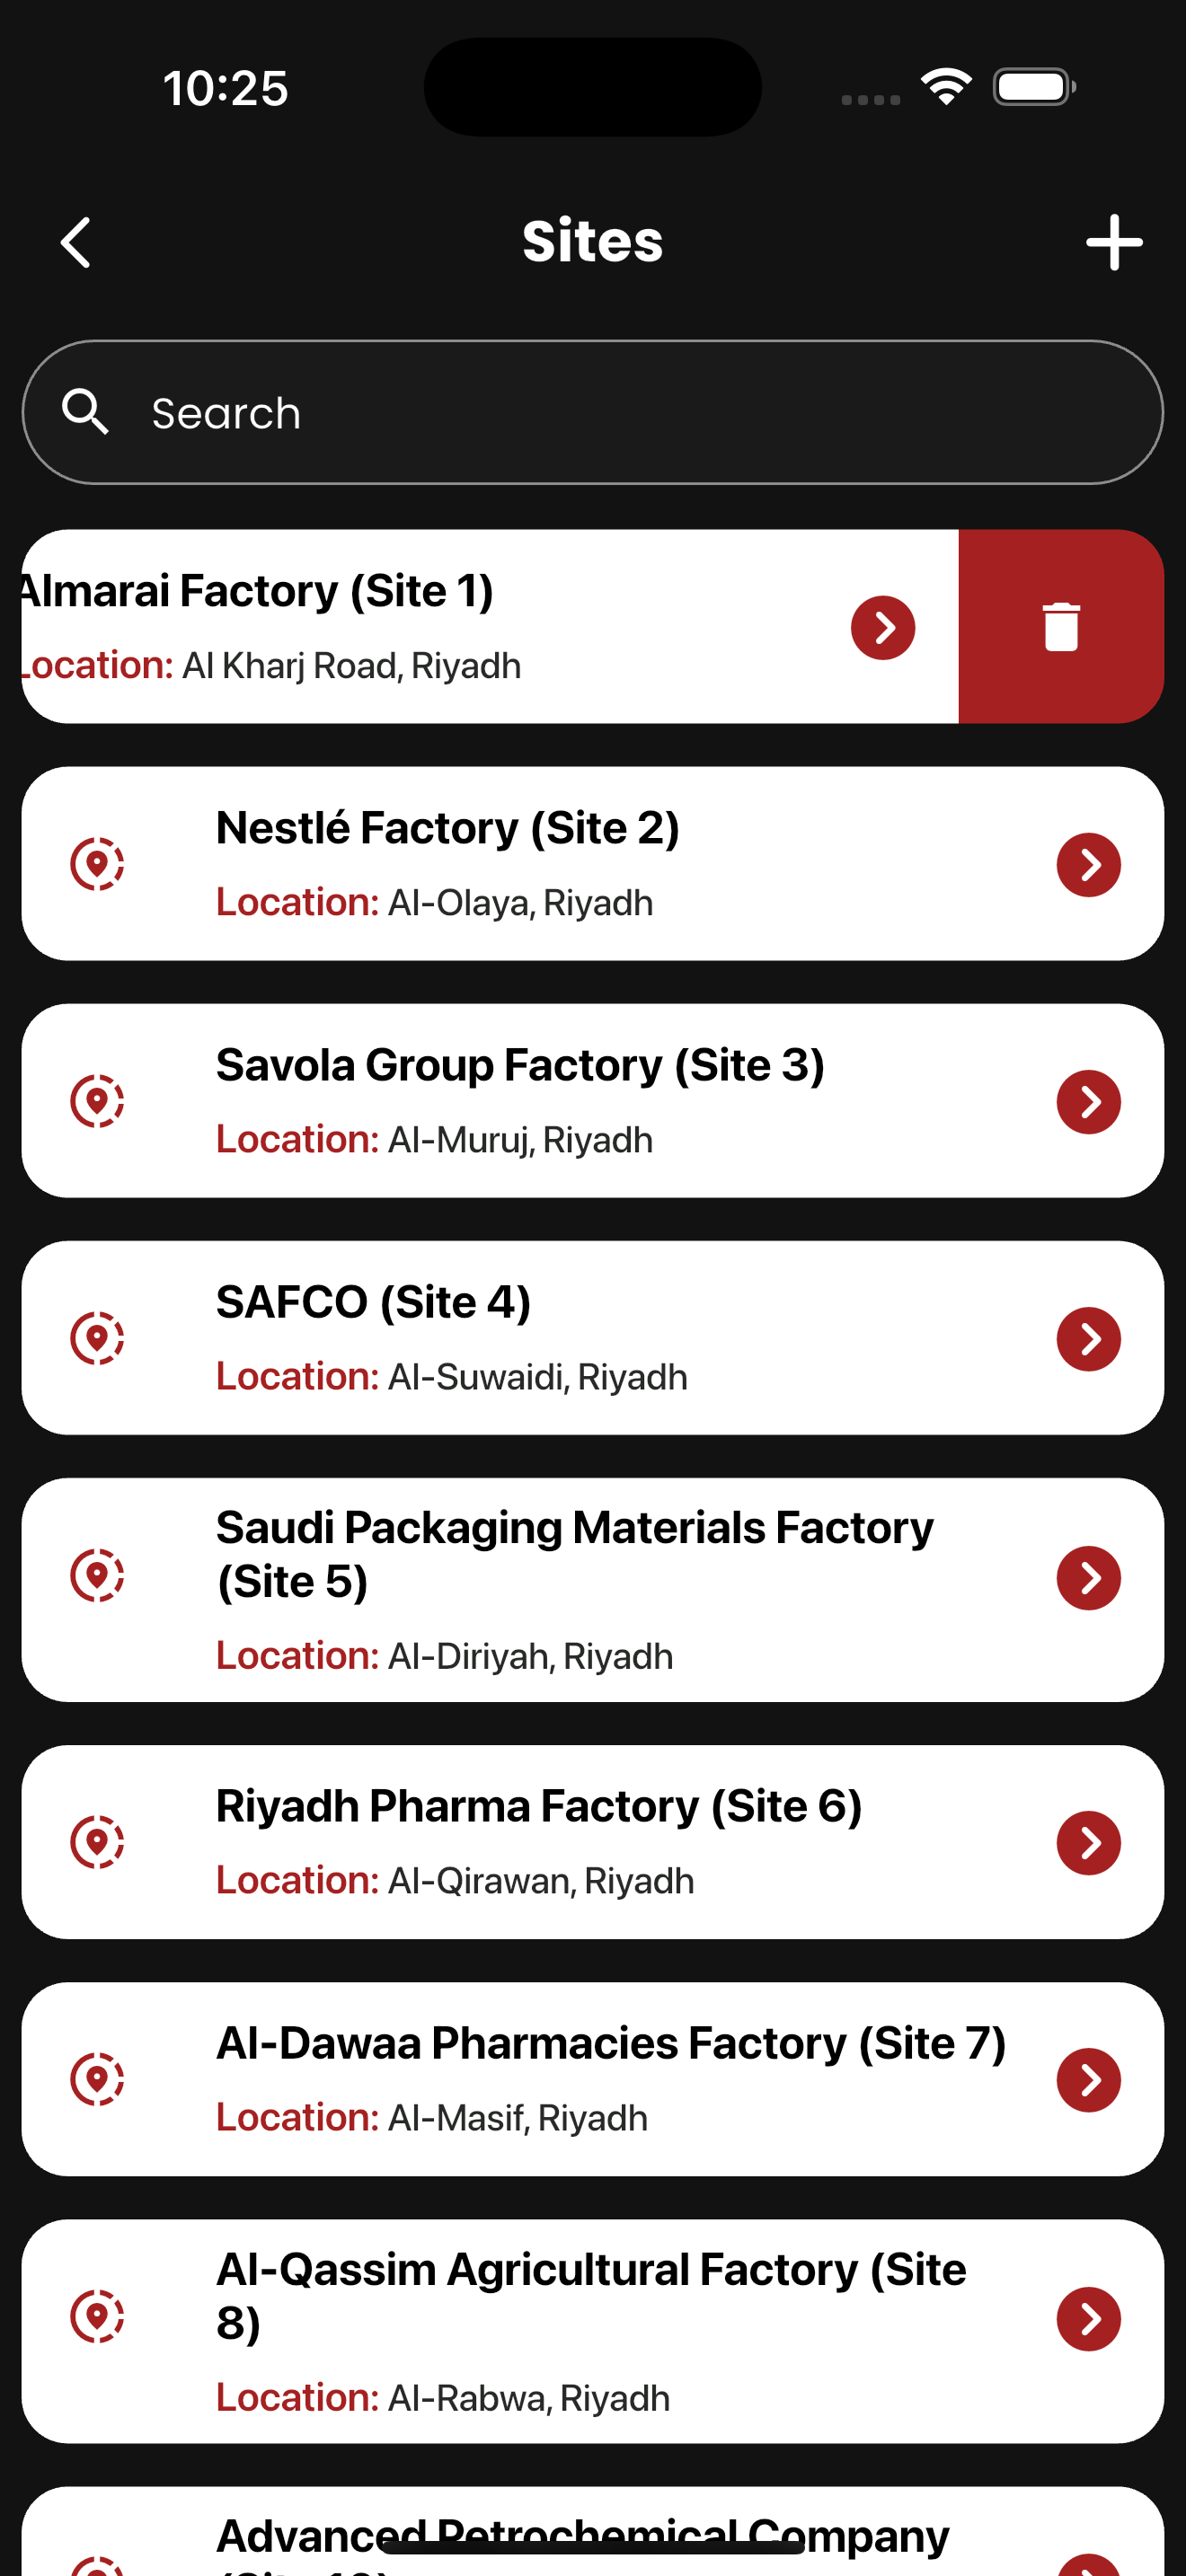 10:25
Sites
Search
Almarai Factory (Site 1)
Location: Al Kharj Road, Riyadh
Nestlé Factory (Site 2)
Location: Al-Olaya, Riyadh
Savola Group Factory (Site 3)
Location: Al-Muruj, Riyadh
SAFCO (Site 4)
Location: Al-Suwaidi, Riyadh
Saudi Packaging Materials Factory
(Site 5)
Location: Al-Diriyah, Riyadh
Riyadh Pharma Factory (Site 6)
Location: Al-Qirawan, Riyadh
Al-Dawaa Pharmacies Factory (Site 7)
Location: Al-Masif, Riyadh
Al-Qassim Agricultural Factory (Site
8)
Location: Al-Rabwa, Riyadh
Advanced Petrochemical Company